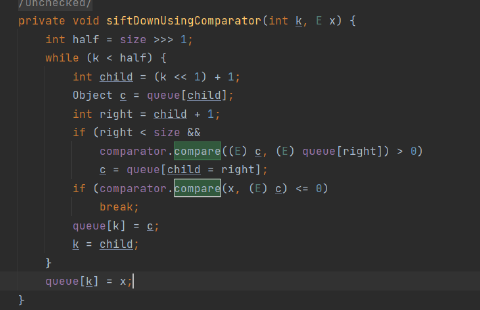 /unchecked/
private void siftDownUsingComparator(int k, E x) {
int half = size >>> 1;
while (k < half) {
int child = (k << 1) + 1;
Object c = queue[child];
int right = child + 1;
if (right < size &&
comparator.compare((E) c, (E) queue[right]) > 0)
c = queue[child = right];
if (comparator.compare(x, (E) c) <= 0)
break;
queue[k] = c;
k = child;
}
queue[k] = x;
}